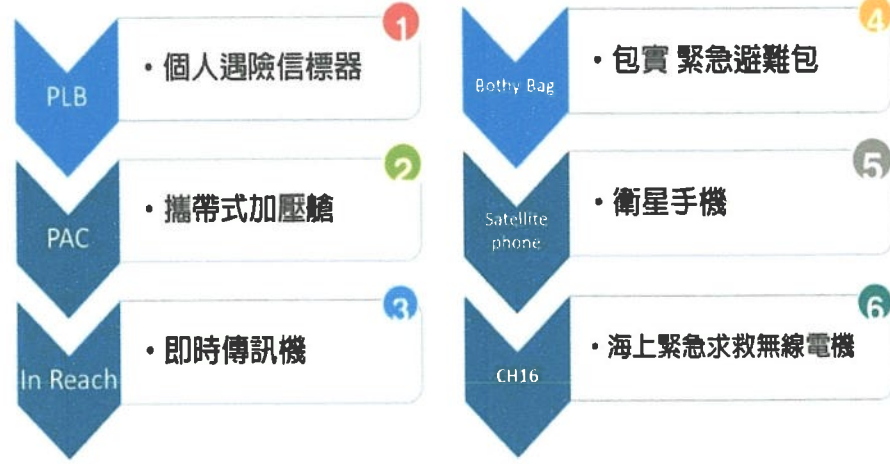 PLB
1
• 個人遇險信標器
PAC
2
• 攜帶式加壓艙
In Reach
3
• 即時傳訊機
Bothy Bag
4
• 包實 緊急避難包
Satellite
phone
5
• 衛星手機
CH16
6
• 海上緊急求救無線電機